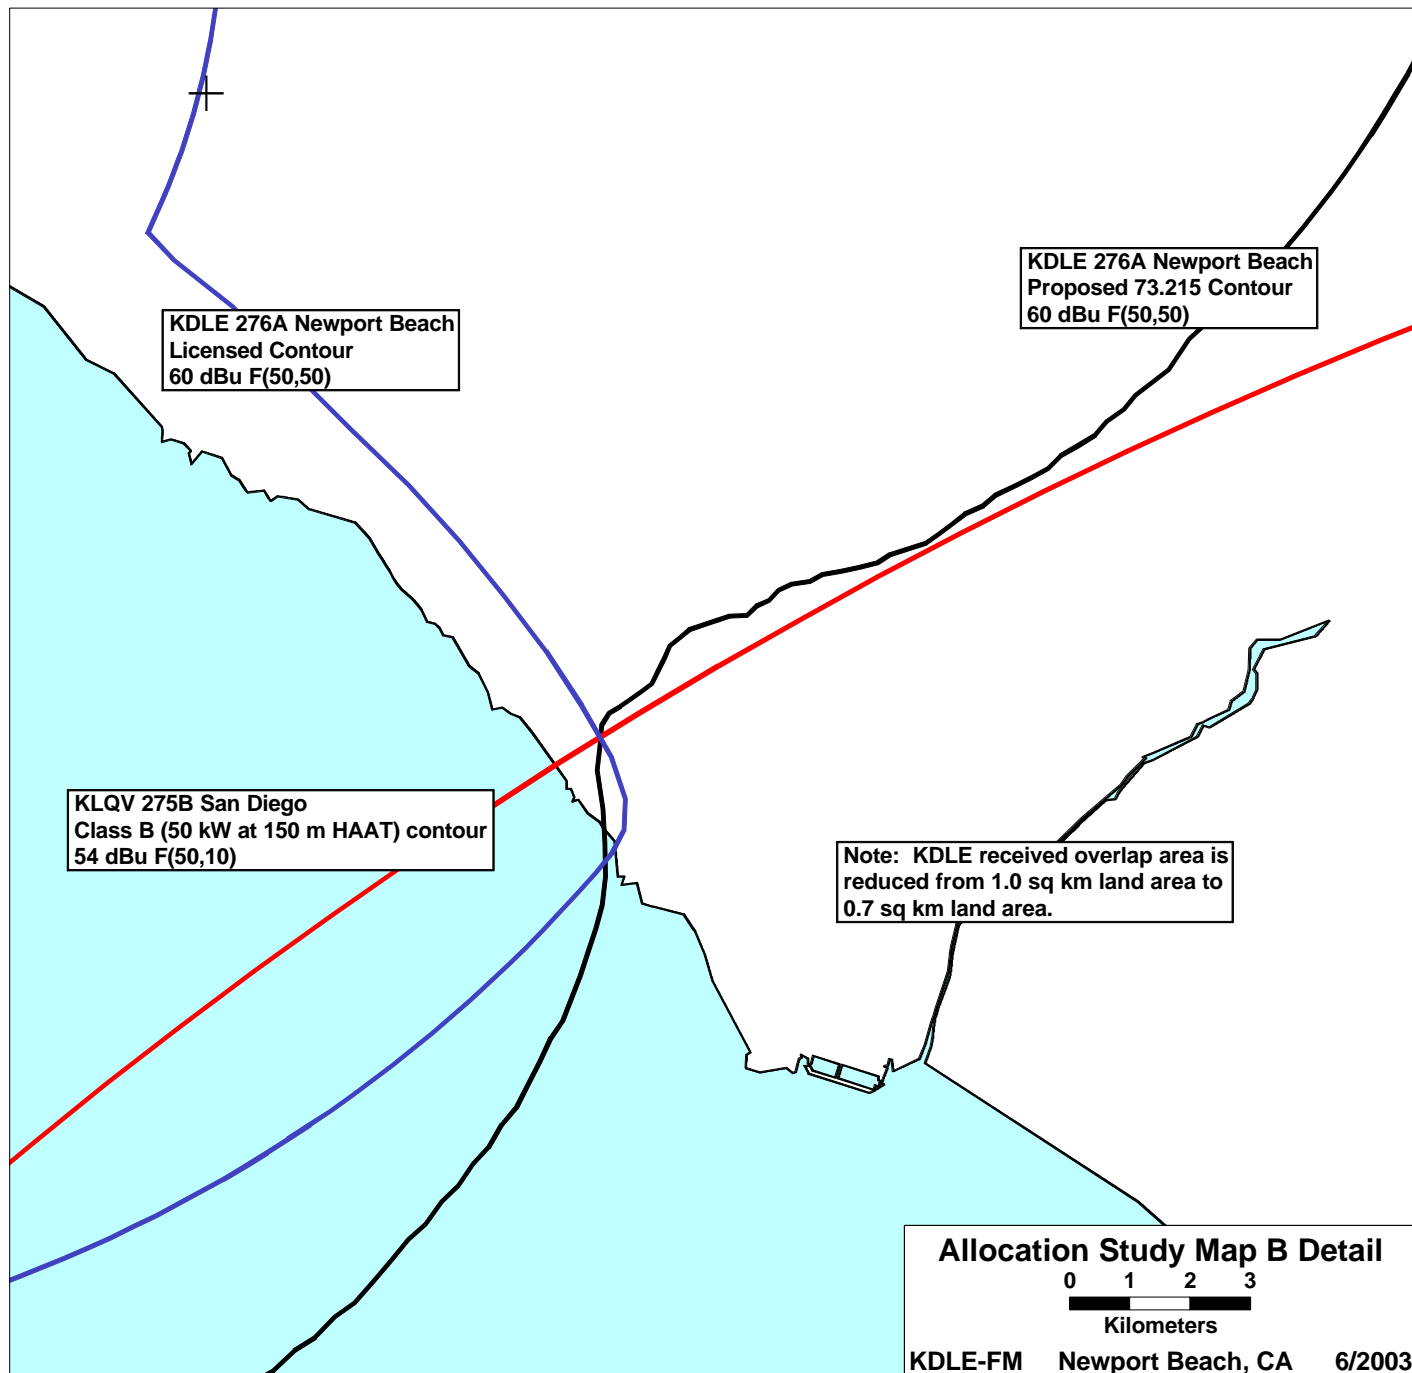 KDLE 276A Newport Beach
Proposed 73.215 Contour
60 dBu F(50,50)
KDLE 276A Newport Beach
Licensed Contour
60 dBu F(50,50)
KLQV 275B San Diego
Class B (50 kW at 150 m HAAT) contour
54 dBu F(50,10)
Note:  KDLE received overlap area is
reduced from 1.0 sq km land area to
0.7 sq km land area.
Allocation Study Map B Detail
0 1 2 3
Kilometers
KDLE-FM Newport Beach, CA 6/2003